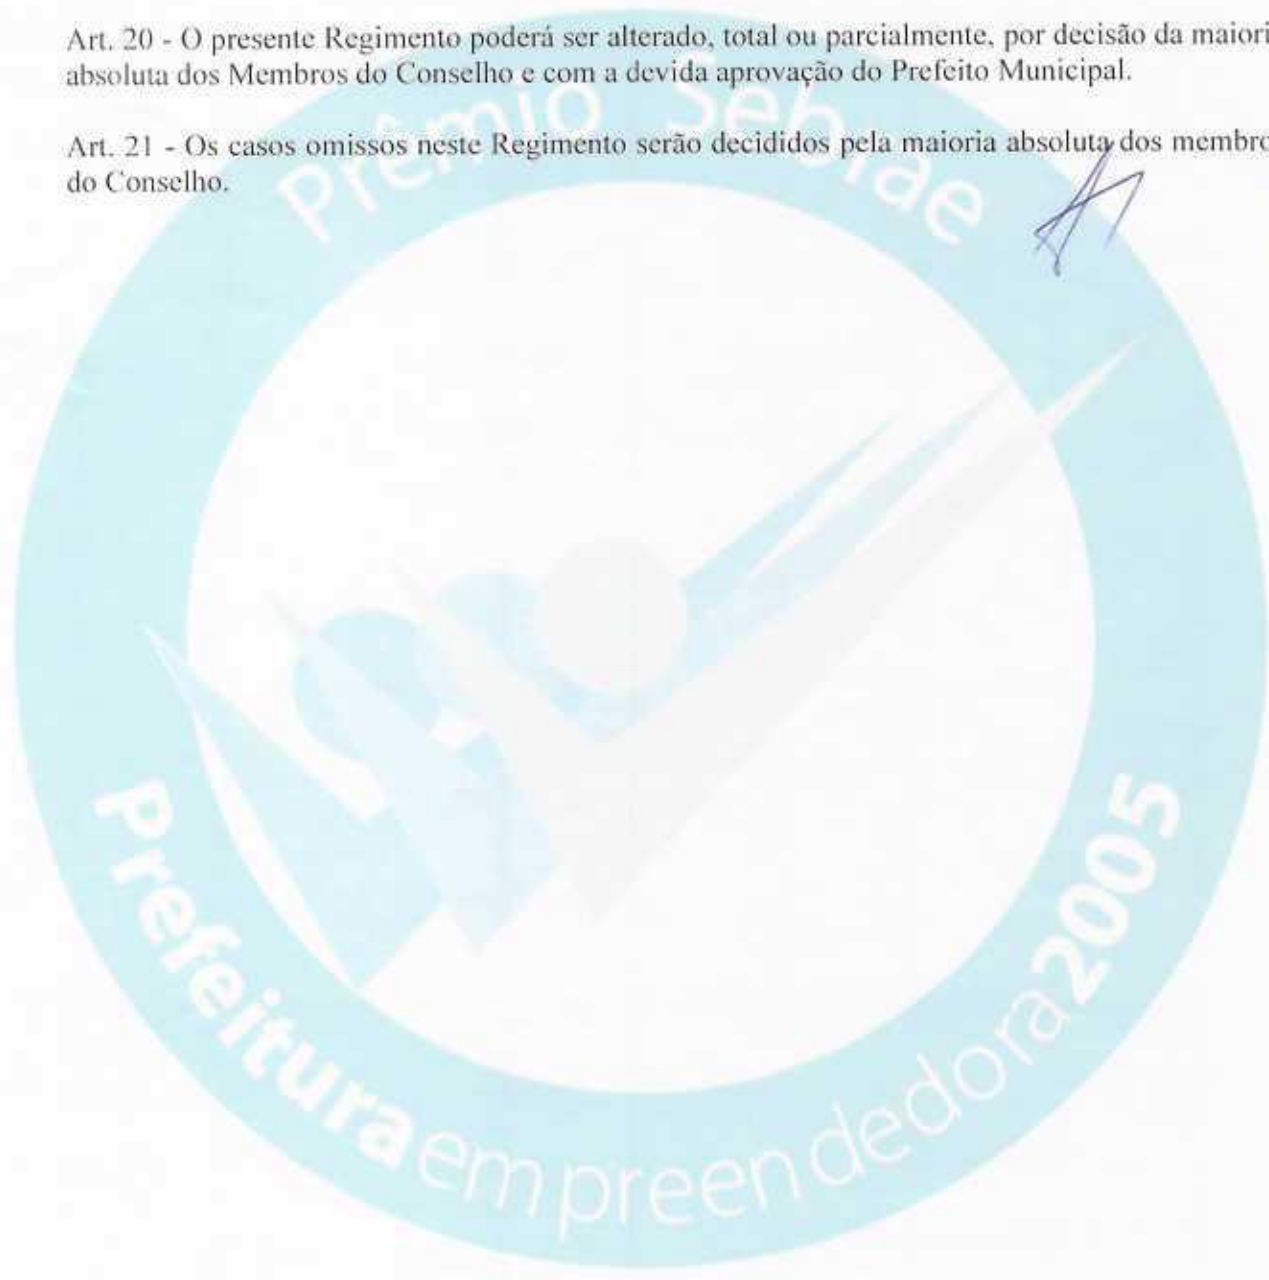 Art. 20 - O presente Regimento poderá ser alterado, total ou parcialmente, por decisão da maiori
absoluta dos Membros do Conselho e com a devida aprovação do Prefeito Municipal.
Art. 21 - Os casos omissos neste Regimento serão decididos pela maioria absoluta dos membro
do Conselho.
Prêmio Sebrae
Prefeitura empreendedora 2005